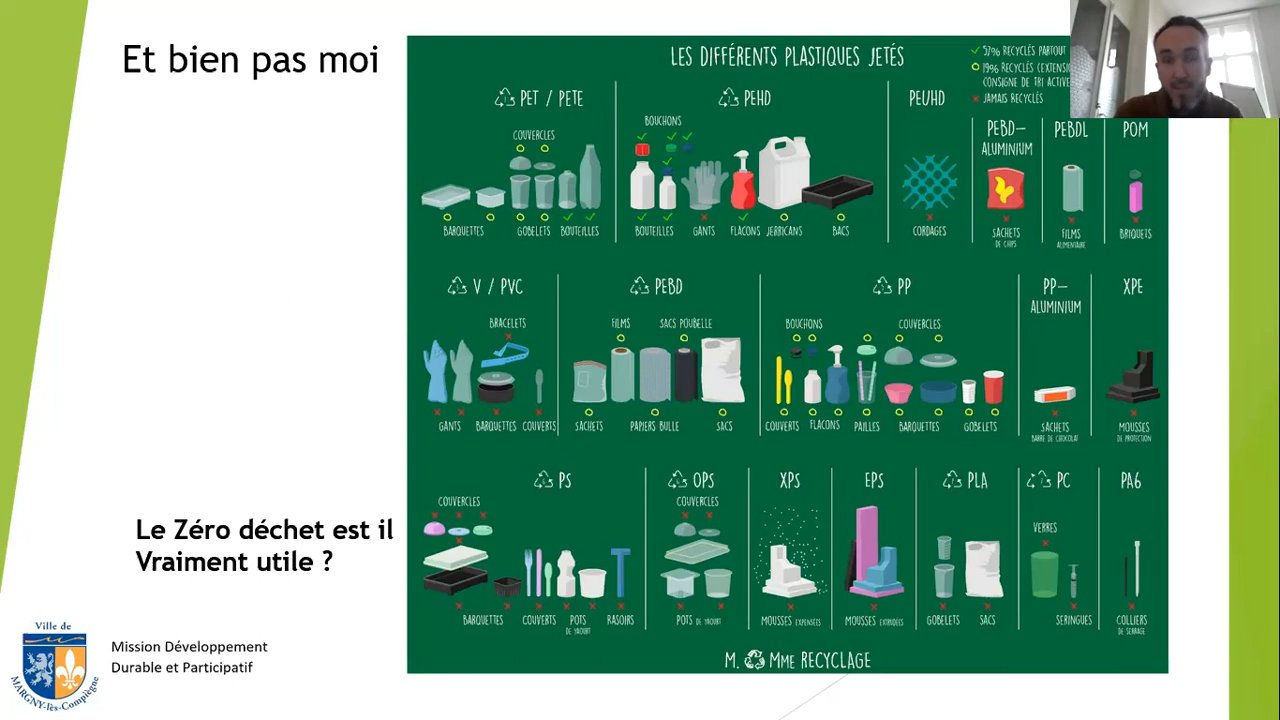 Et bien pas moi
LES DIFFÉRENTS PLASTIQUES JETÉS
57% RECYCLÉS PARTOUT
19% RECYCLÉS (EXTENS
CONSIGNE DE TRI ACTIVE
JAMAIS RECYCLÉS
PET / PETE
PEHD
PEUHD
PEBD-
ALUMINIUM
PEBDL
POM
COUVERCLES
BOUCHONS
BARQUETTES
GOBELETS
BOUTEILLES
BOUTEILLES
GANTS
FLACONS
JERRICANS
BACS
CORDAGES
SACHETS
DE CHIPS
FILMS
ALIMENTAIRE
BRIQUETS
V / PVC
PEBD
PP
PP-
ALUMINIUM
XPE
BRACELETS
FILMS
SACS POUBELLE
BOUCHONS
COUVERCLES
GANTS
BARQUETTES
COUVERTS
SACHETS
PAPIERS BULLE
SACS
COUVERTS
FLACONS
PAILLES
BARQUETTES
GOBELETS
SACHETS
BARRE DE CHOCOLAT
MOUSSES
DE PROTECTION
PS
OPS
XPS
EPS
PLA
PC
PA6
COUVERCLES
COUVERCLES
VERRES
BARQUETTES
COUVERTS
POTS
DE YAOURT
RASOIRS
POTS DE YAOURT
MOUSSES EXPENSÉES
MOUSSES EXTRUDÉES
GOBELETS
SACS
SERINGUES
COLLIERS
DE SERRAGE
M. Mme RECYCLAGE
Le Zéro déchet est il
Vraiment utile ?
Ville de
MARGNY-lès-Compiègne
Mission Développement
Durable et Participatif